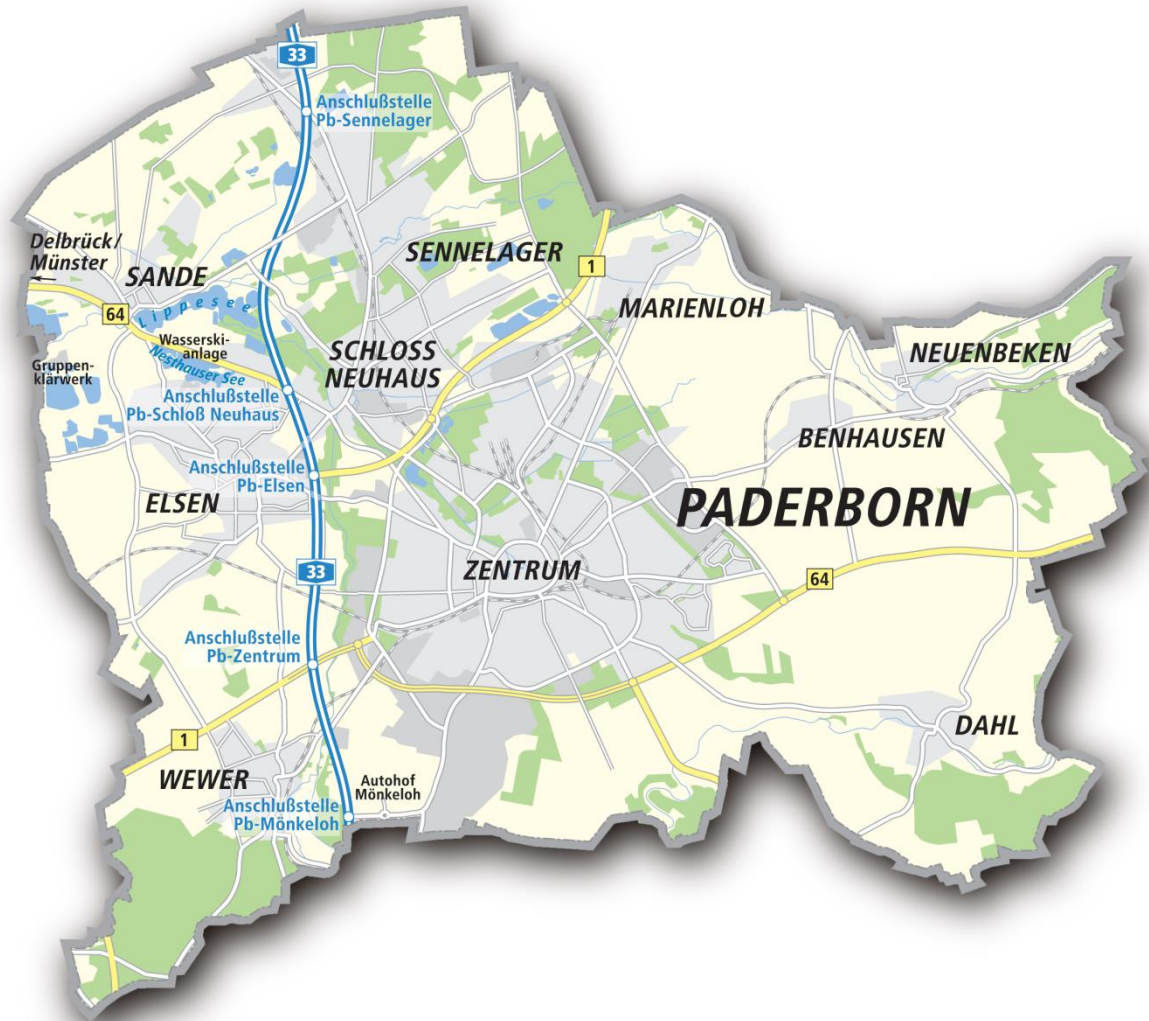 33
Anschlußstelle
Pb-Sennelager
Delbrück/
Münster
SANDE
SENNELAGER
1
64
Lippesee
MARIENLOH
Wasserski-
anlage
Nesthauser See
Gruppen-
klärwerk
SCHLOSS
NEUHAUS
NEUENBEKEN
Anschlußstelle
Pb-Schloß Neuhaus
BENHAUSEN
Anschlußstelle
Pb-Elsen
ELSEN
PADERBORN
33
ZENTRUM
64
Anschlußstelle
Pb-Zentrum
1
DAHL
WEWER
Autohof
Mönkeloh
Anschlußstelle
Pb-Mönkeloh